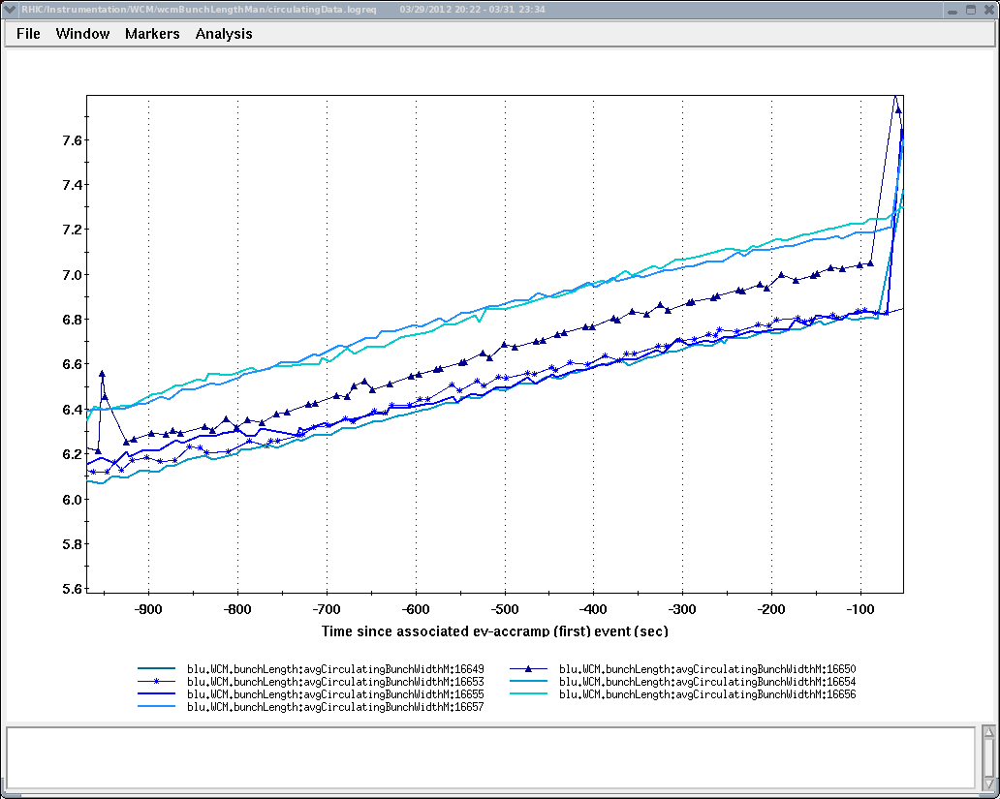 RHIC/Instrumentation/WCM/wcmBunchLengthMan/circulatingData.logreq 03/29/2012 20:22 - 03/31 23:34
File Window Markers Analysis
7.6
7.4
7.2
7.0
6.8
6.6
6.4
6.2
6.0
5.8
5.6
-900 -800 -700 -600 -500 -400 -300 -200 -100
Time since associated ev-accramp (first) event (sec)
blu.WCM.bunchLength:avgCirculatingBunchWidthM:16649 blu.WCM.bunchLength:avgCirculatingBunchWidthM:16650
blu.WCM.bunchLength:avgCirculatingBunchWidthM:16653 blu.WCM.bunchLength:avgCirculatingBunchWidthM:16654
blu.WCM.bunchLength:avgCirculatingBunchWidthM:16655 blu.WCM.bunchLength:avgCirculatingBunchWidthM:16656
blu.WCM.bunchLength:avgCirculatingBunchWidthM:16657